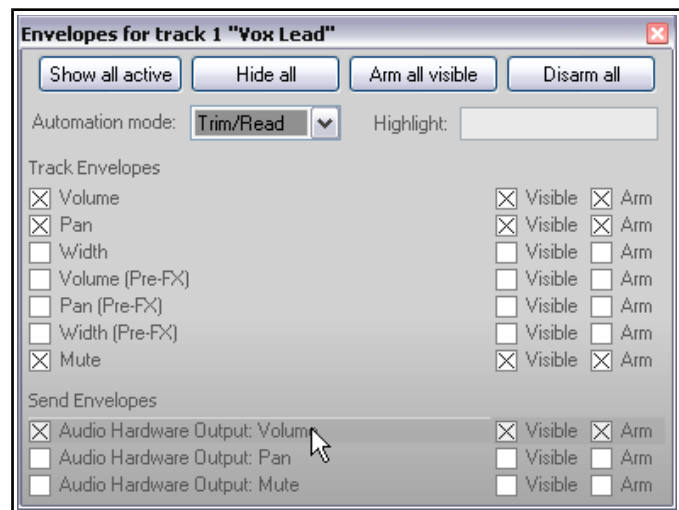 Envelopes for track 1 "Vox Lead"
Show all active Hide all Arm all visible Disarm all
Automation mode: Trim/Read Highlight:
Track Envelopes
Volume Visible Arm
Pan Visible Arm
Width Visible Arm
Volume (Pre-FX) Visible Arm
Pan (Pre-FX) Visible Arm
Width (Pre-FX) Visible Arm
Mute Visible Arm
Send Envelopes
Audio Hardware Output: Volume Visible Arm
Audio Hardware Output: Pan Visible Arm
Audio Hardware Output: Mute Visible Arm